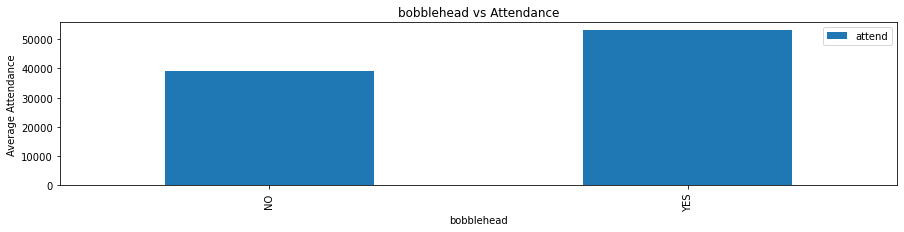 bobblehead vs Attendance
attend
Average Attendance
50000
40000
30000
20000
10000
0
NO
YES
bobblehead